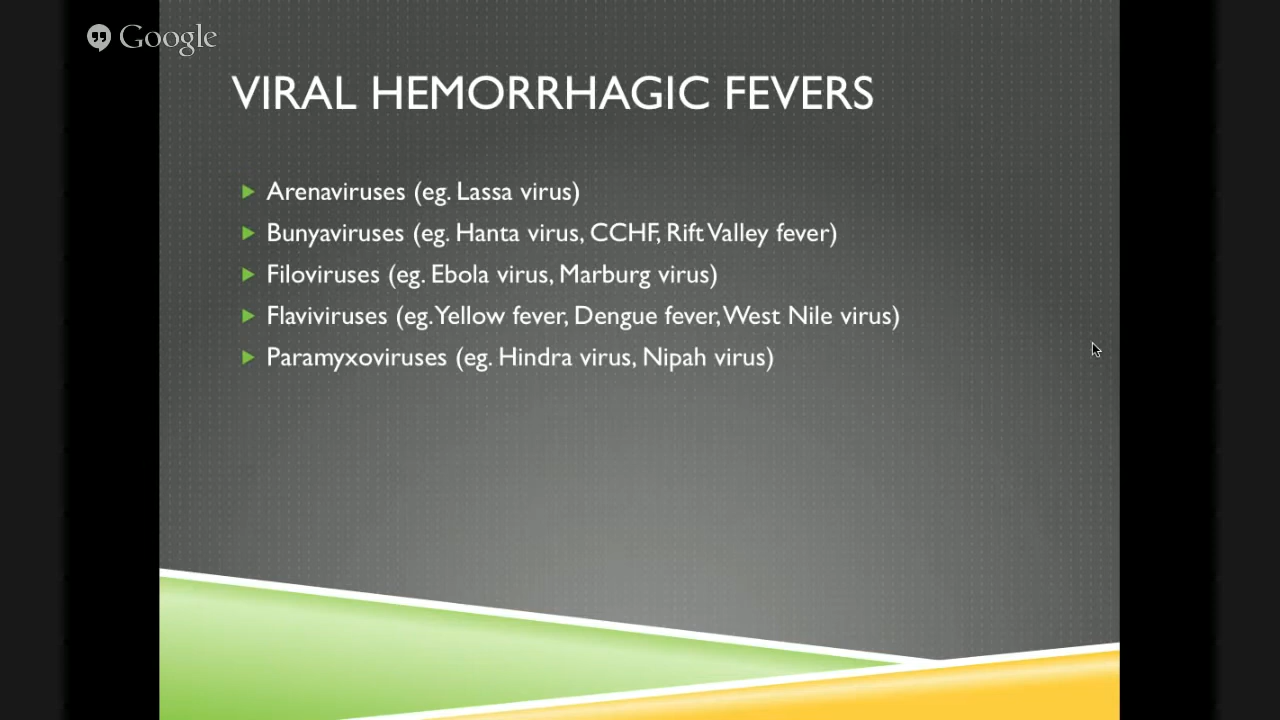 Google
VIRAL HEMORRHAGIC FEVERS
Arenaviruses (eg. Lassa virus)
Bunyaviruses (eg. Hanta virus, CCHF, Rift Valley fever)
Filoviruses (eg. Ebola virus, Marburg virus)
Flaviviruses (eg. Yellow fever, Dengue fever, West Nile virus)
Paramyxoviruses (eg. Hindra virus, Nipah virus)